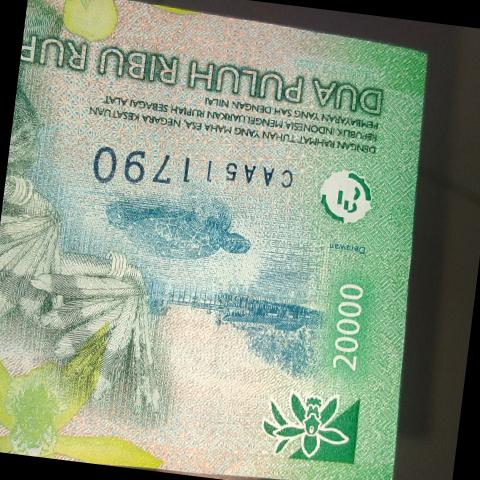 20000
Derawan
CAA511790
DENGAN RAHMAT TUHAN YANG MAHA ESA, NEGARA KESATUAN
REPUBLIK INDONESIA MENGELUARKAN RUPIAH SEBAGAI ALAT
PEMBAYARAN YANG SAH DENGAN NILAI
DUA PULUH RIBU RUP